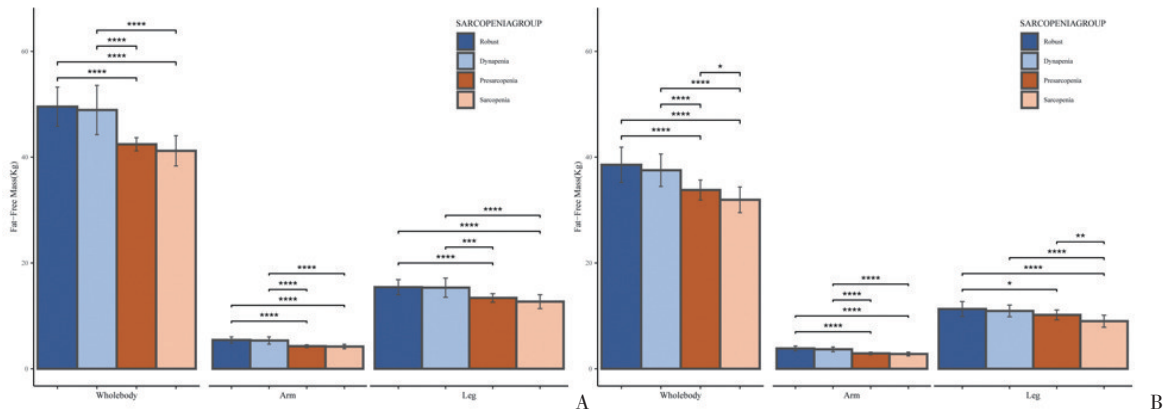 SARCOPENIAGROUP
Robust
Dynapenia
Presarcopenia
Sarcopenia
Fat-Free Mass(Kg)
60
40
20
0
****
****
****
****
****
****
****
****
****
****
***
****
Wholebody
Arm
Leg
A
SARCOPENIAGROUP
Robust
Dynapenia
Presarcopenia
Sarcopenia
Fat-Free Mass(Kg)
60
40
20
0
*
****
****
****
****
****
****
****
****
**
****
****
*
Wholebody
Arm
Leg
B